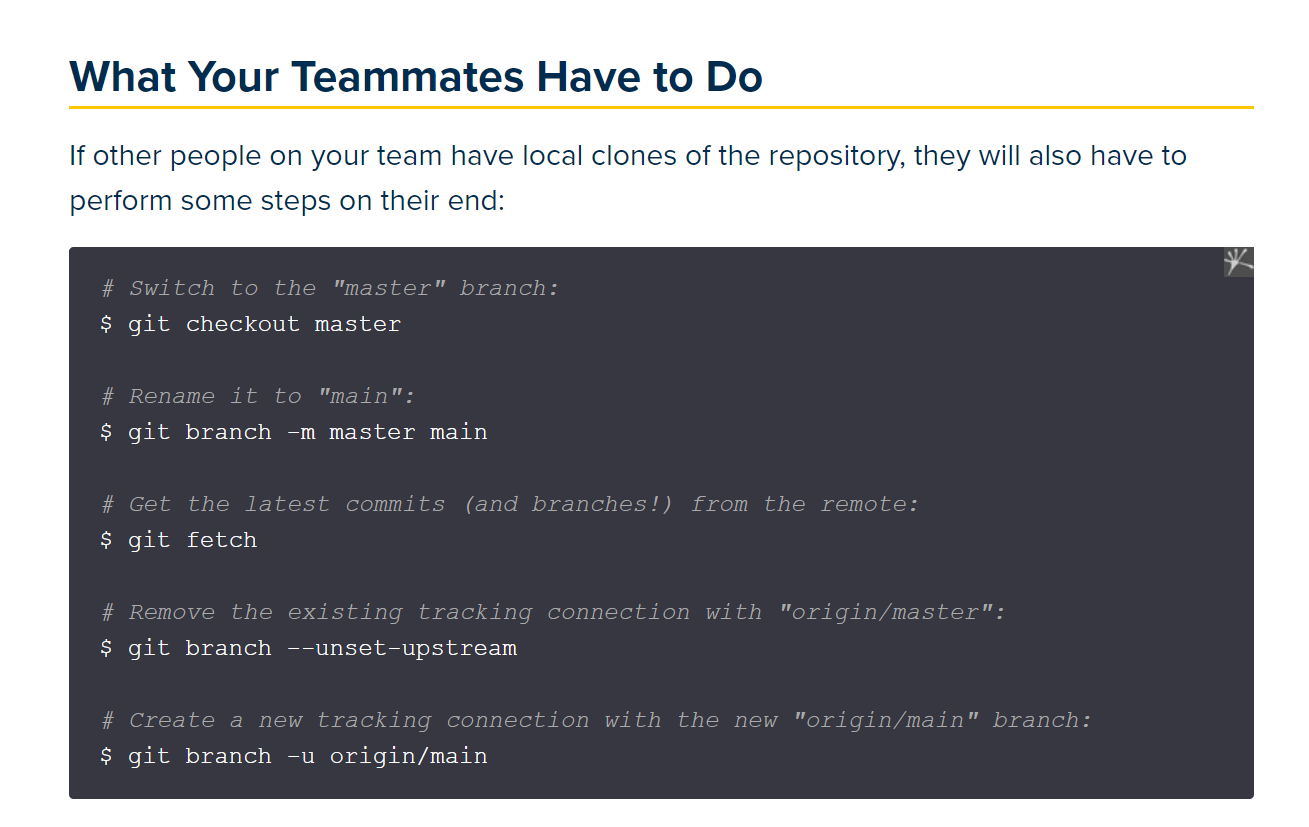 What Your Teammates Have to Do
If other people on your team have local clones of the repository, they will also have to
perform some steps on their end:
# Switch to the "master" branch:
$ git checkout master
# Rename it to "main":
$ git branch -m master main
# Get the latest commits (and branches!) from the remote:
$ git fetch
# Remove the existing tracking connection with "origin/master":
$ git branch --unset-upstream
# Create a new tracking connection with the new "origin/main" branch:
$ git branch -u origin/main